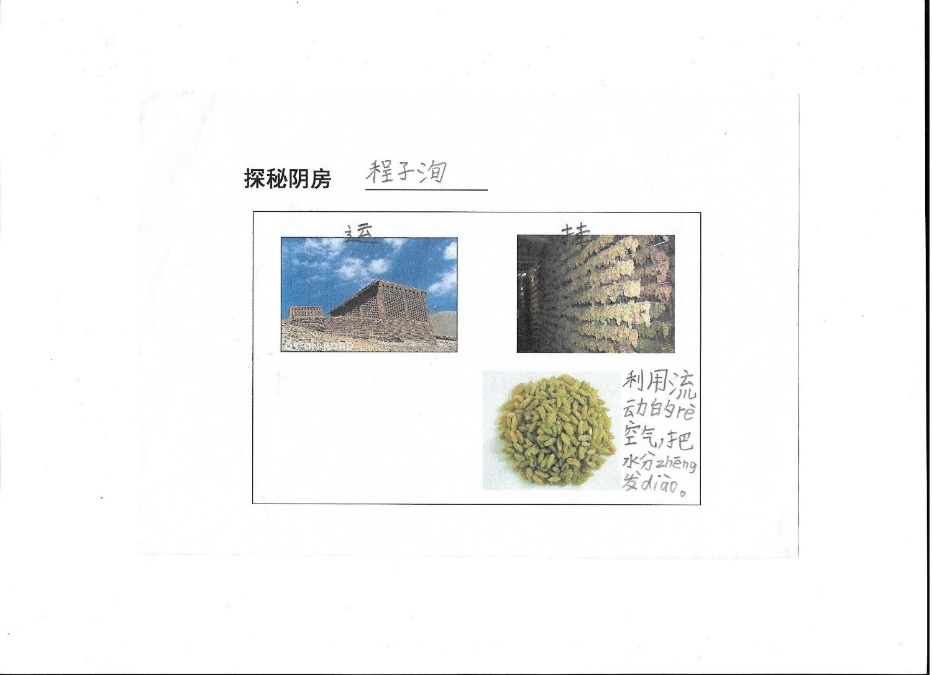 探秘阴房 程子洵
运
挂
利用流
动的rè
空气，把
水分zhēng
发diào。